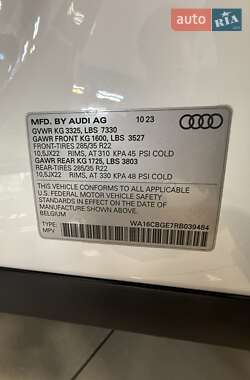 AUTO.RIA
MFD. BY AUDI AG 10 23
GVWR KG 3325, LBS 7330
GAWR FRONT KG 1600, LBS 3527
FRONT-TIRES 285/35 R22
10,5JX22 RIMS, AT 310 KPA 45 PSI COLD
GAWR REAR KG 1725, LBS 3803
REAR-TIRES 285/35 R22
10,5JX22 RIMS, AT 330 KPA 48 PSI COLD
THIS VEHICLE CONFORMS TO ALL APPLICABLE
U.S. FEDERAL MOTOR VEHICLE SAFETY
STANDARDS IN EFFECT ON THE DATE OF
MANUFACTURE SHOWN ABOVE.
BELGIUM
TYPE: WA16CBGE7RB039484
MPV